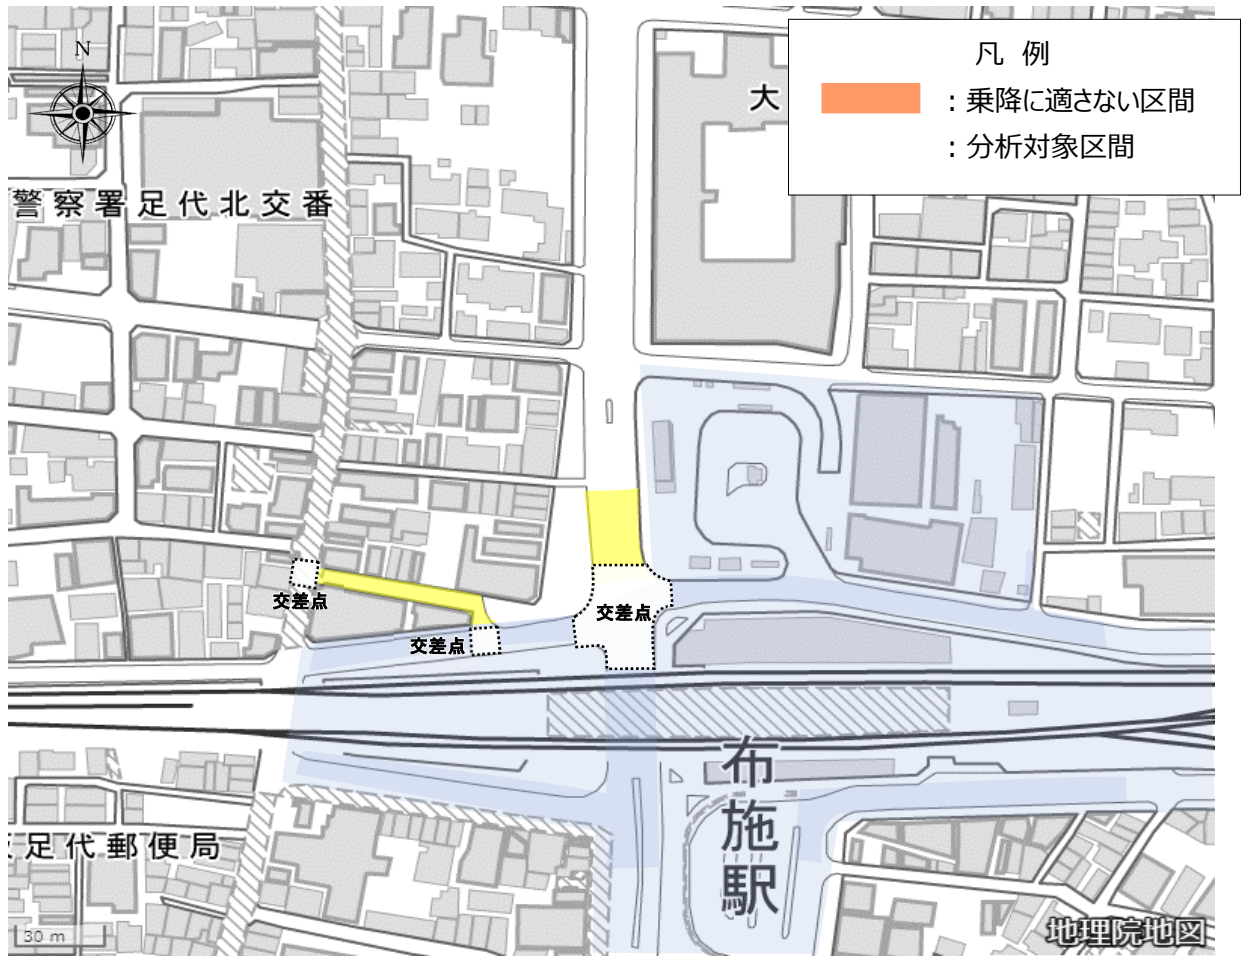 N
凡 例
：乗降に適さない区間
：分析対象区間
大
警察署足代北交番
交差点
交差点
交差点
布施駅
足代郵便局
30 m
地理院地図